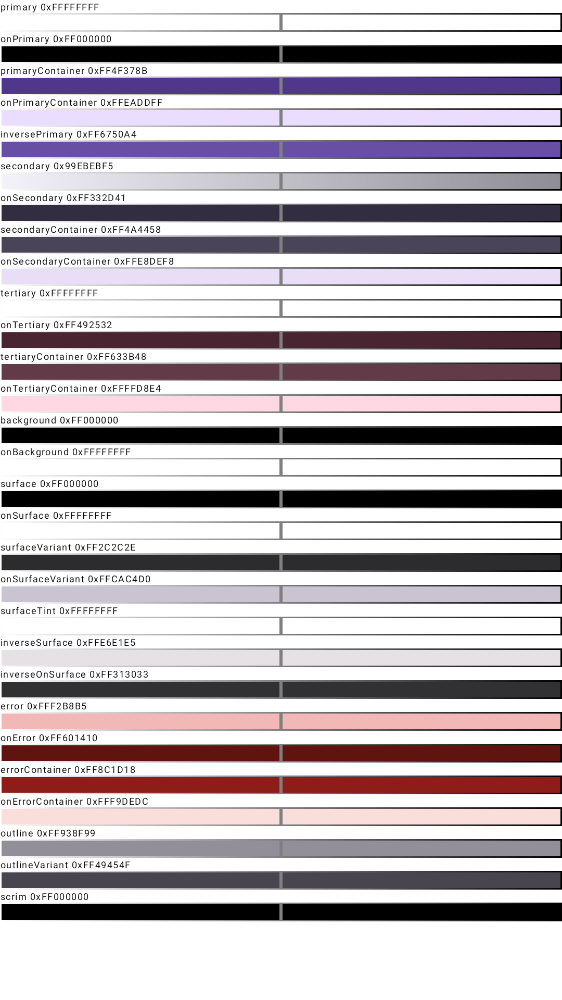 primary 0xFFFFFFFF
onPrimary 0xFF000000
primaryContainer 0xFF4F378B
onPrimaryContainer 0xFFEADDFF
inversePrimary 0xFF6750A4
secondary 0x99EBEBF5
onSecondary 0xFF332D41
secondaryContainer 0xFF4A4458
onSecondaryContainer 0xFFE8DEF8
tertiary 0xFFFFFFFF
onTertiary 0xFF492532
tertiaryContainer 0xFF633B48
onTertiaryContainer 0xFFFFD8E4
background 0xFF000000
onBackground 0xFFFFFFFF
surface 0xFF000000
onSurface 0xFFFFFFFF
surfaceVariant 0xFF2C2C2E
onSurfaceVariant 0xFFCAC4D0
surfaceTint 0xFFFFFFFF
inverseSurface 0xFFE6E1E5
inverseOnSurface 0xFF313033
error 0xFFF2B8B5
onError 0xFF601410
errorContainer 0xFF8C1D18
onErrorContainer 0xFFF9DEDC
outline 0xFF938F99
outlineVariant 0xFF49454F
scrim 0xFF000000